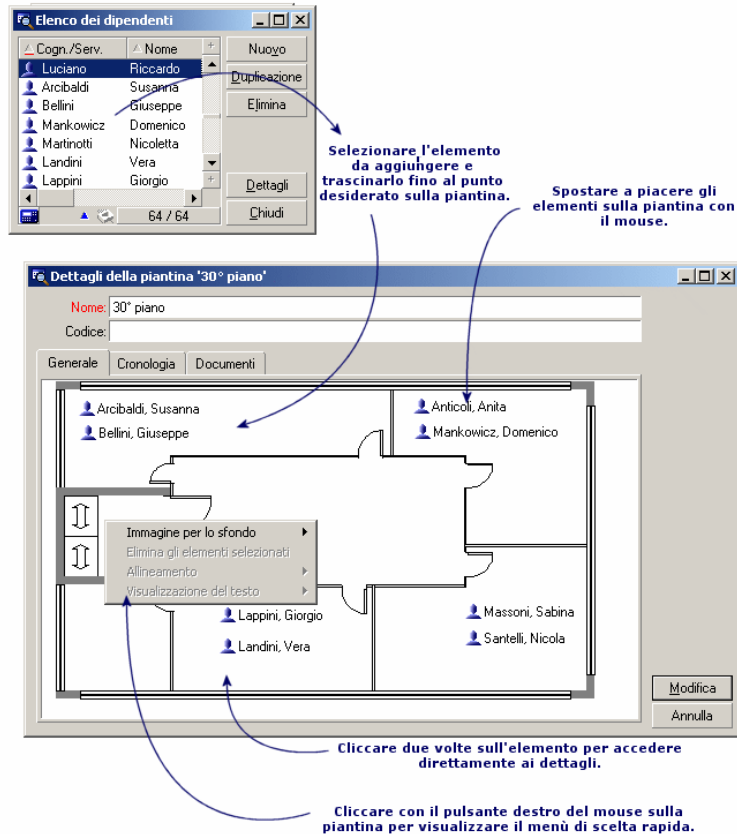 Elenco dei dipendenti
Cogn./Serv. Nome
Luciano Riccardo
Arcibaldi Susanna
Bellini Giuseppe
Mankowicz Domenico
Martinotti Nicoletta
Landini Vera
Lappini Giorgio
64 / 64
Nuovo
Duplicazione
Elimina
Dettagli
Chiudi
Selezionare l'elemento
da aggiungere e
trascinarlo fino al punto
desiderato sulla piantina.
Spostare a piacere gli
elementi sulla piantina con
il mouse.
Dettagli della piantina '30° piano'
Nome: 30° piano
Codice:
Generale Cronologia Documenti
Arcibaldi, Susanna
Bellini, Giuseppe
Anticoli, Anita
Mankowicz, Domenico
Immagine per lo sfondo
Elimina gli elementi selezionati
Allineamento
Visualizzazione del testo
Lappini, Giorgio
Landini, Vera
Massoni, Sabina
Santelli, Nicola
Modifica
Annulla
Cliccare due volte sull'elemento per accedere
direttamente ai dettagli.
Cliccare con il pulsante destro del mouse sulla
piantina per visualizzare il menù di scelta rapida.